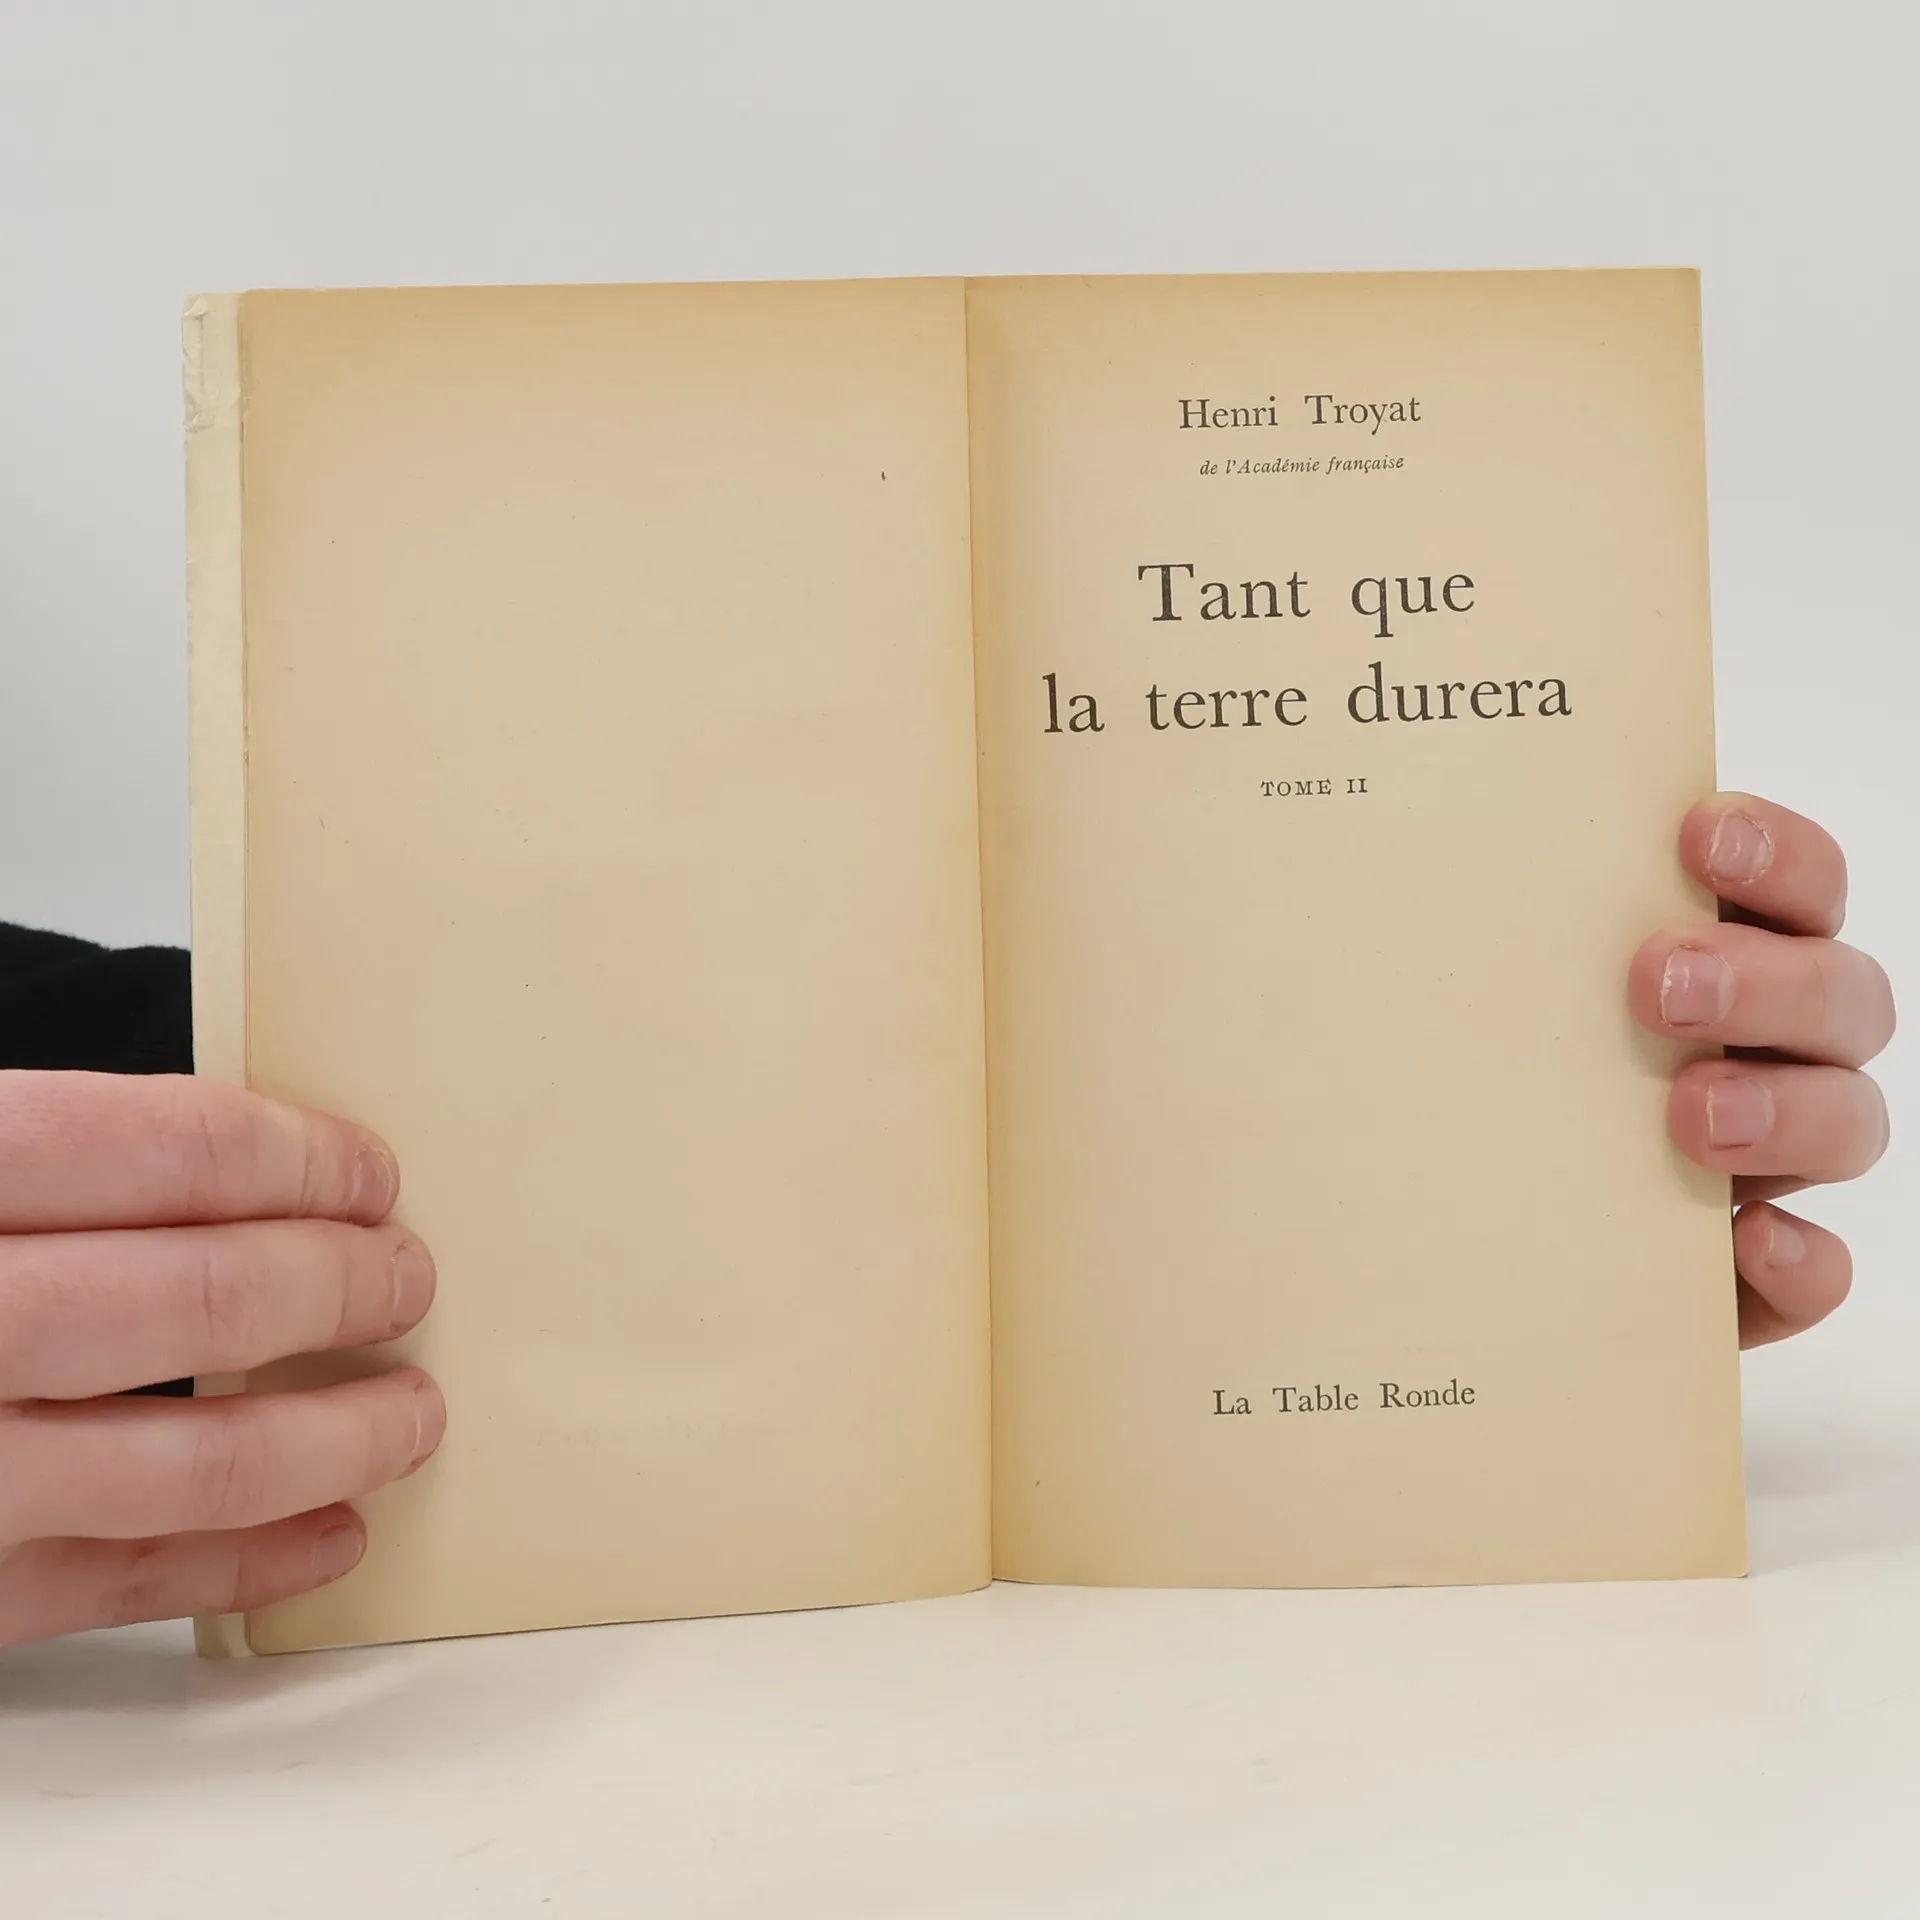 Henri Troyat
de l'Académie française
Tant que
la terre durera
TOME II
La Table Ronde